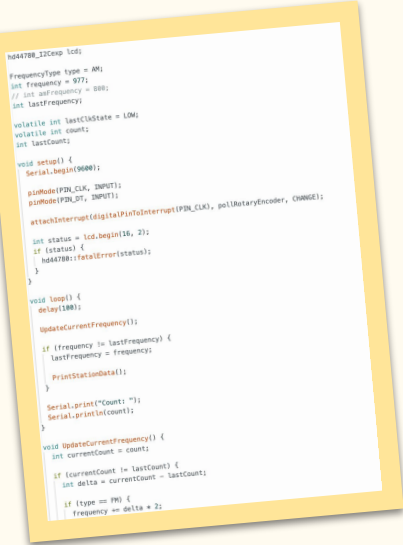 hd44780_I2Cexp lcd;
FrequencyType type = AM;
int frequency = 977;
// int amFrequency = 800;
int lastFrequency;
volatile int lastClkState = LOW;
volatile int count;
int lastCount;
void setup() {
Serial.begin(9600);
pinMode(PIN_CLK, INPUT);
pinMode(PIN_DT, INPUT);
attachInterrupt(digitalPinToInterrupt(PIN_CLK), pollRotaryEncoder, CHANGE);
int status = lcd.begin(16, 2);
if (status) {
hd44780::fatalError(status);
}
}
void loop() {
delay(100);
UpdateCurrentFrequency();
if (frequency != lastFrequency) {
lastFrequency = frequency;
PrintStationData();
}
Serial.print("Count: ");
Serial.println(count);
}
void UpdateCurrentFrequency() {
int currentCount = count;
if (currentCount != lastCount) {
int delta = currentCount - lastCount;
if (type == FM) {
frequency += delta * 2;